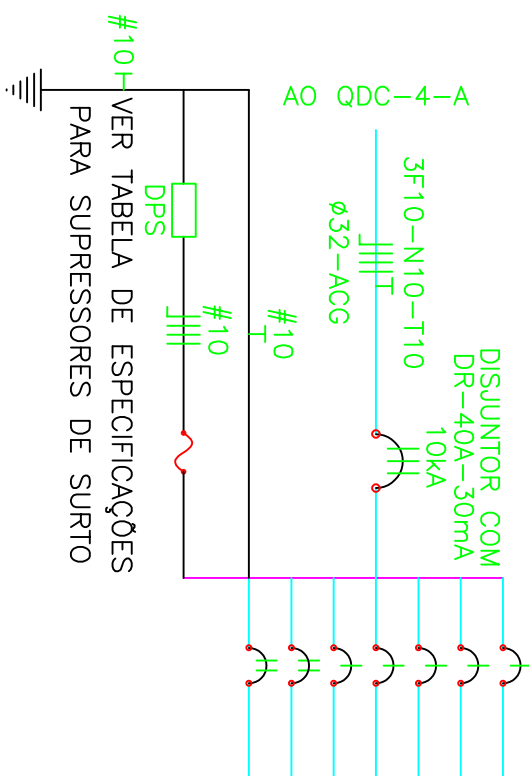 AO QDC-4-A
3F10-N10-T10
T
ø32-ACG
DISJUNTOR COM
DR-40A-30mA
10kA
#10
T
#10
DPS
#10
VER TABELA DE ESPECIFICAÇÕES
PARA SUPRESSORES DE SURTO